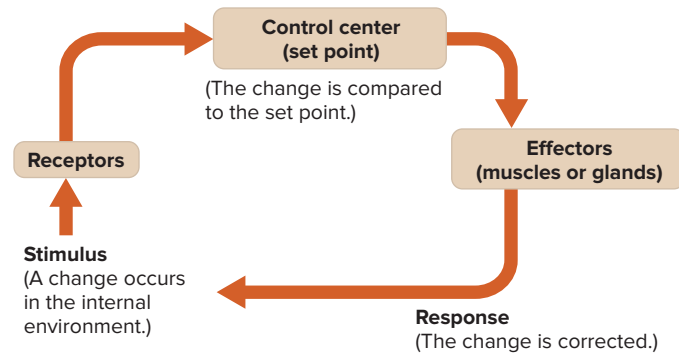 Control center
(set point)
(The change is compared
to the set point.)
Receptors
Effectors
(muscles or glands)
Stimulus
(A change occurs
in the internal
environment.)
Response
(The change is corrected.)